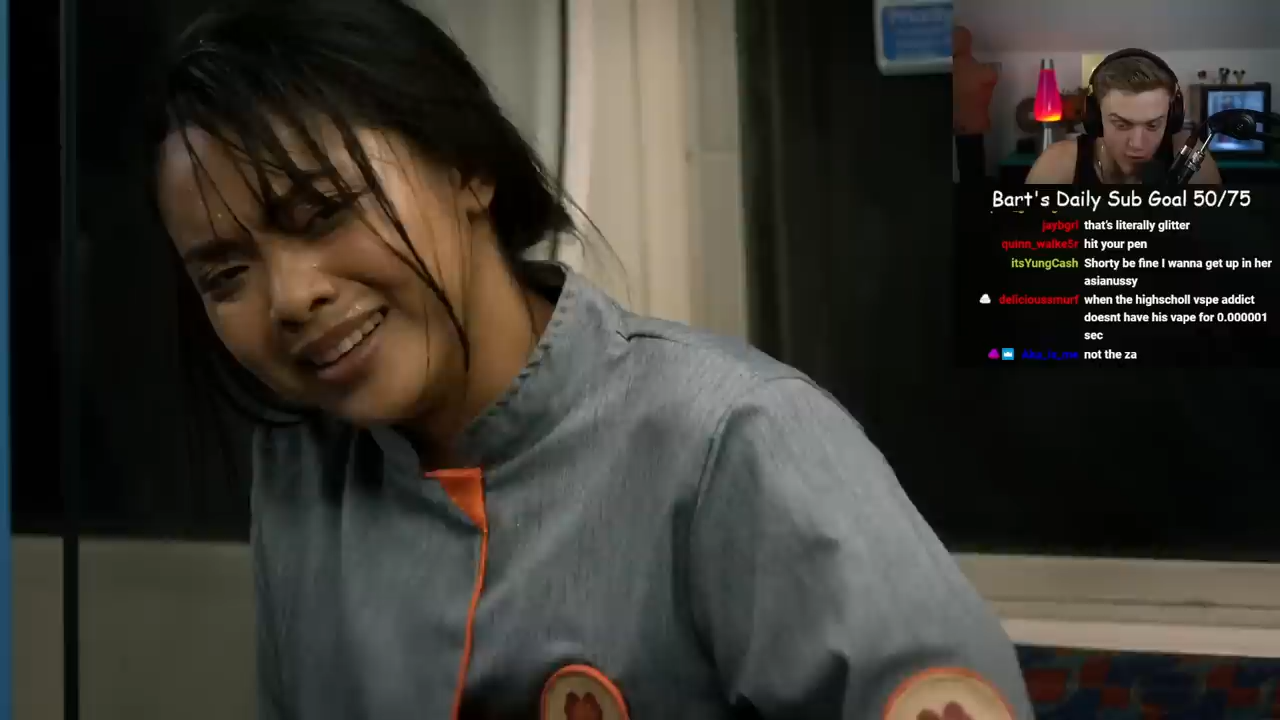 Bart's Daily Sub Goal 50/75
jaybgrl that's literally glitter
quinn_walke5r hit your pen
itsYungCash Shorty be fine I wanna get up in her
asianussy
delicioussmurf when the highscholl vspe addict
doesnt have his vape for 0.000001
sec
not the za